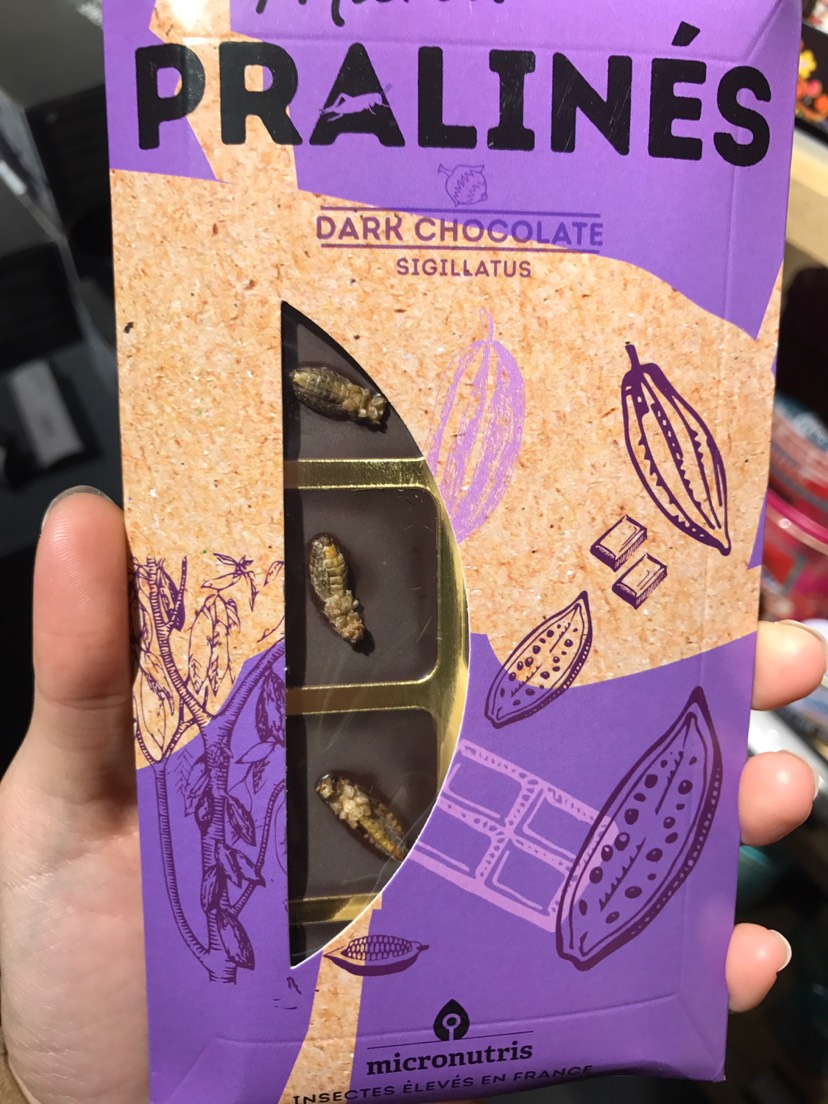 PRALINÉS
DARK CHOCOLATE
SIGILLATUS
micronutris
INSECTES ÉLEVÉS EN FRANCE